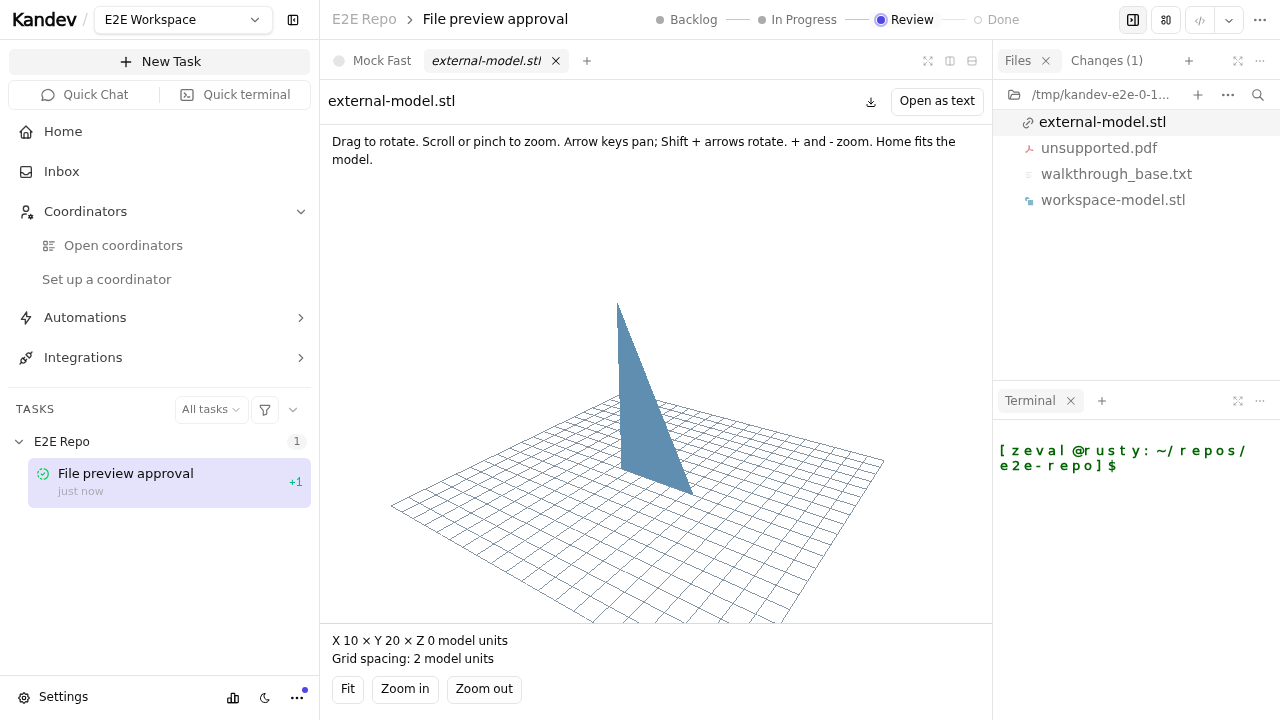 Kandev / E2E Workspace
E2E Repo > File preview approval
Backlog
In Progress
Review
Done
New Task
Quick Chat
Quick terminal
Home
Inbox
Coordinators
Open coordinators
Set up a coordinator
Automations
Integrations
TASKS
All tasks
E2E Repo
1
File preview approval
just now
+1
Settings
Mock Fast
external-model.stl
external-model.stl
Open as text
Drag to rotate. Scroll or pinch to zoom. Arrow keys pan; Shift + arrows rotate. + and - zoom. Home fits the
model.
X 10 × Y 20 × Z 0 model units
Grid spacing: 2 model units
Fit
Zoom in
Zoom out
Files
Changes (1)
/tmp/kandev-e2e-0-1...
external-model.stl
unsupported.pdf
walkthrough_base.txt
workspace-model.stl
Terminal
[zeval@rusty:~/repos/
e2e-repo]$